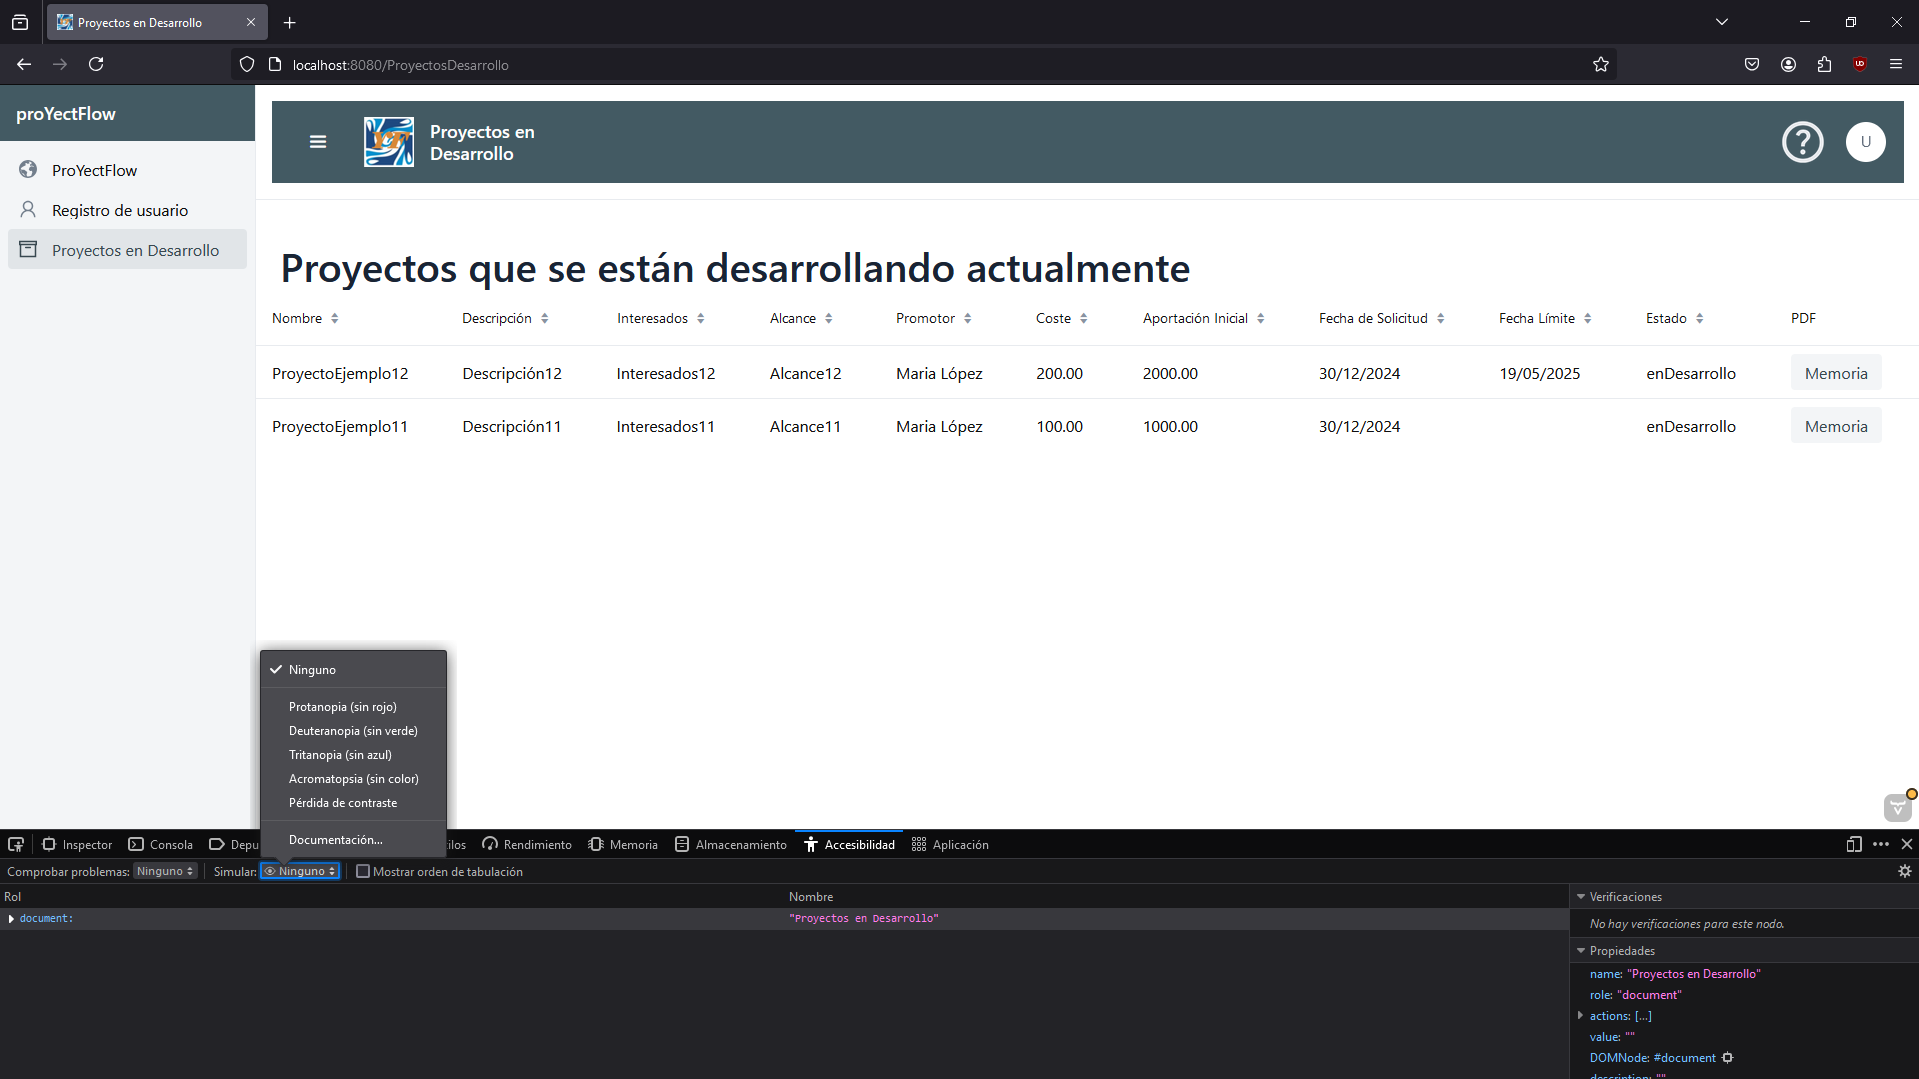 Proyectos en Desarrollo
localhost:8080/ProyectosDesarrollo
proYectFlow
ProYectFlow
Registro de usuario
Proyectos en Desarrollo
YF
Proyectos en
Desarrollo
U
Proyectos que se están desarrollando actualmente
Nombre Descripción Interesados Alcance Promotor Coste Aportación Inicial Fecha de Solicitud Fecha Límite Estado PDF
ProyectoEjemplo12 Descripción12 Interesados12 Alcance12 Maria López 200.00 2000.00 30/12/2024 19/05/2025 enDesarrollo Memoria
ProyectoEjemplo11 Descripción11 Interesados11 Alcance11 Maria López 100.00 1000.00 30/12/2024 enDesarrollo Memoria
Ninguno
Protanopia (sin rojo)
Deuteranopia (sin verde)
Tritanopia (sin azul)
Acromatopsia (sin color)
Pérdida de contraste
Documentación...
Inspector Consola Depu ilos Rendimiento Memoria Almacenamiento Accesibilidad Aplicación
Comprobar problemas: Ninguno Simular: Ninguno Mostrar orden de tabulación
Rol Nombre
document: "Proyectos en Desarrollo"
Verificaciones
No hay verificaciones para este nodo.
Propiedades
name: "Proyectos en Desarrollo"
role: "document"
actions: [...]
value: ""
DOMNode: #document
description: ""